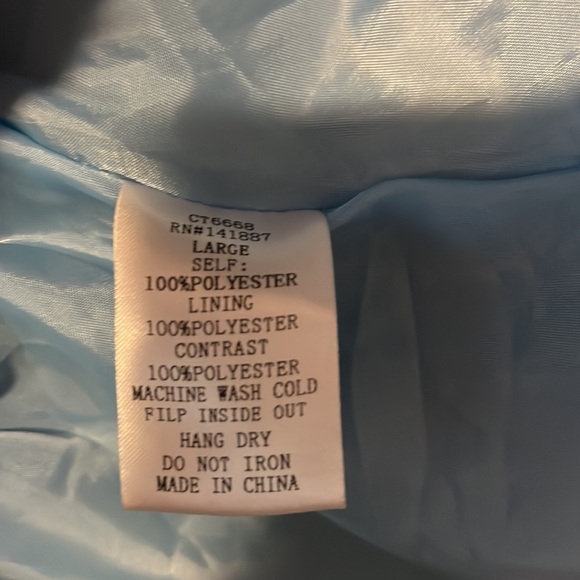 CT6668
RN#141887
LARGE
SELF:
100%POLYESTER
LINING
100%POLYESTER
CONTRAST
100%POLYESTER
MACHINE WASH COLD
FILP INSIDE OUT
HANG DRY
DO NOT IRON
MADE IN CHINA